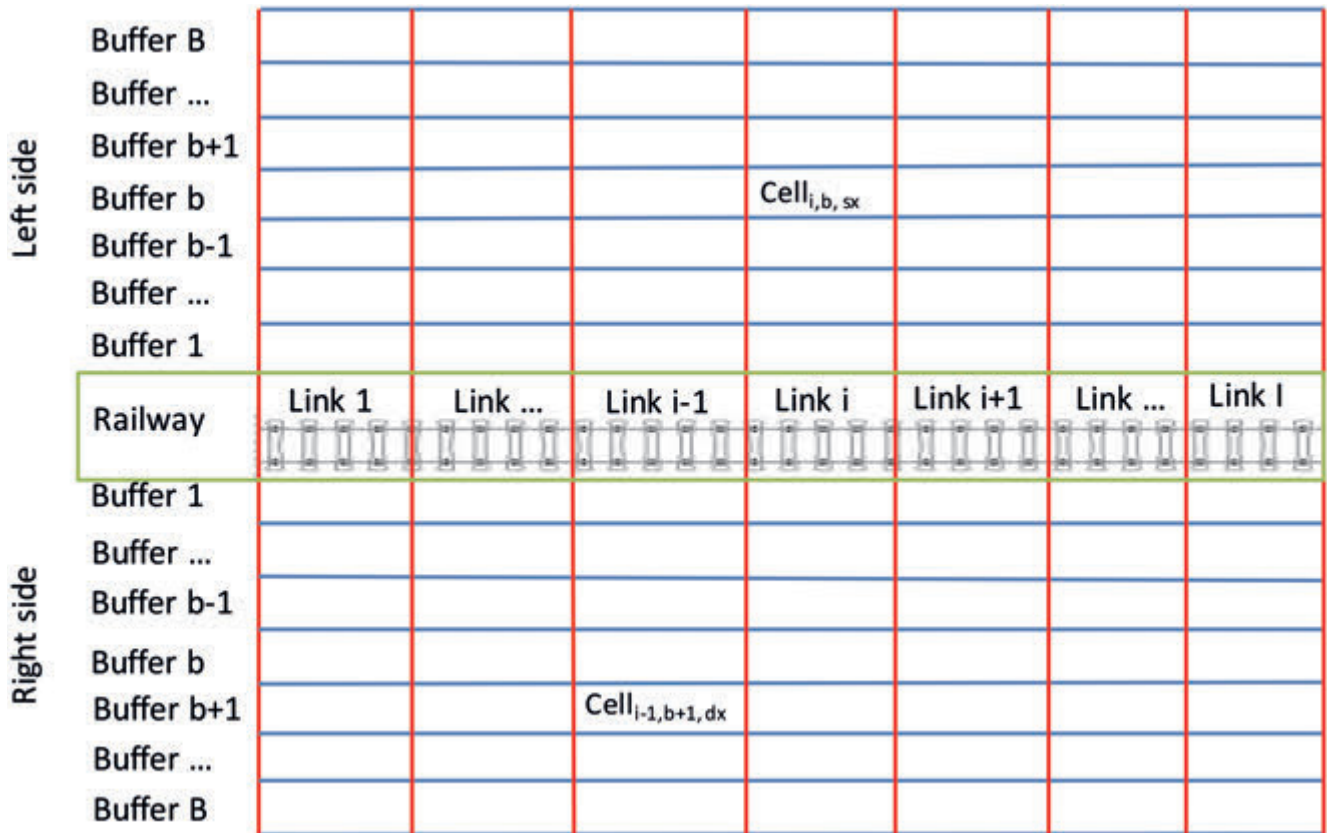 Left side
Buffer B
Buffer ...
Buffer b+1
Buffer b Cell_{i,b, sx}
Buffer b-1
Buffer ...
Buffer 1
Railway Link 1 Link ... Link i-1 Link i Link i+1 Link ... Link I
Right side
Buffer 1
Buffer ...
Buffer b-1
Buffer b
Buffer b+1 Cell_{i-1,b+1, dx}
Buffer ...
Buffer B